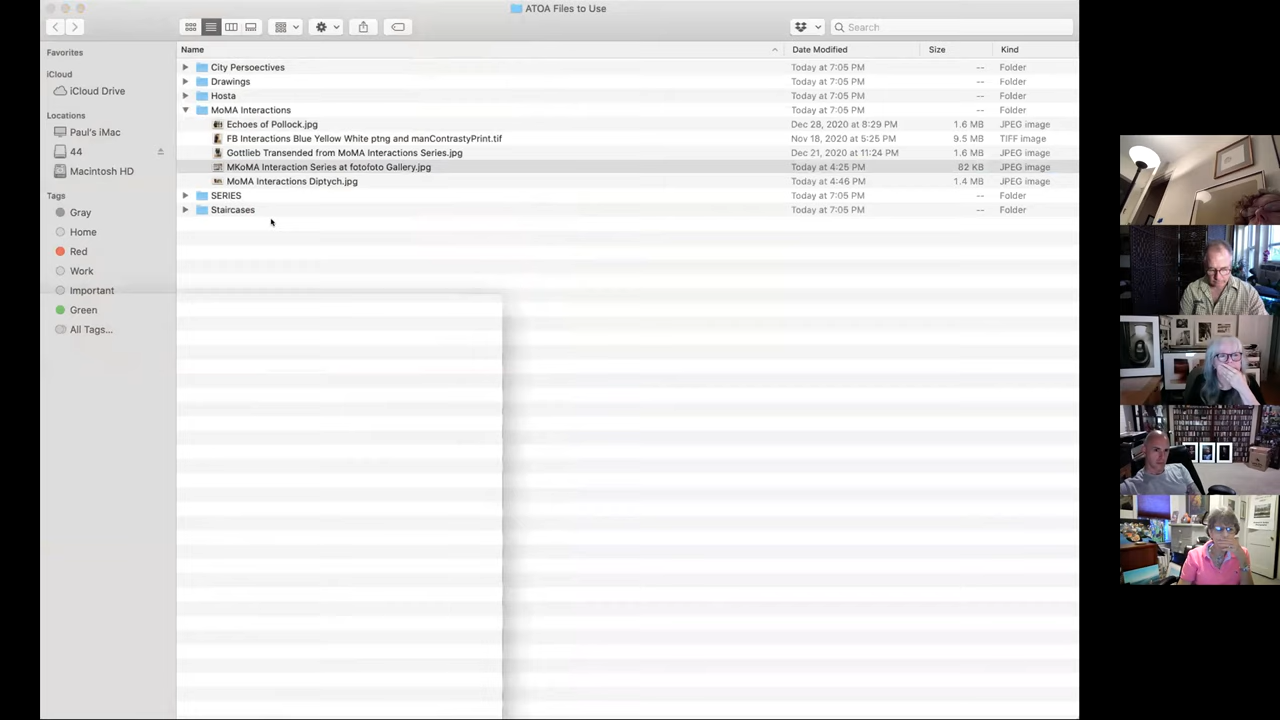 ATOA Files to Use
Search
Name Date Modified Size Kind
Favorites
iCloud
iCloud Drive
Locations
Paul's iMac
44
Macintosh HD
Tags
Gray
Home
Red
Work
Important
Green
All Tags...
City Persoectives Today at 7:05 PM -- Folder
Drawings Today at 7:05 PM -- Folder
Hosta Today at 7:05 PM -- Folder
MoMA Interactions Today at 7:05 PM -- Folder
Echoes of Pollock.jpg Dec 28, 2020 at 8:29 PM 1.6 MB JPEG image
FB Interactions Blue Yellow White ptng and manContrastyPrint.tif Nov 18, 2020 at 5:25 PM 9.5 MB TIFF image
Gottlieb Transended from MoMA Interactions Series.jpg Dec 21, 2020 at 11:24 PM 1.6 MB JPEG image
MKoMA Interaction Series at fotofoto Gallery.jpg Today at 4:25 PM 82 KB JPEG image
MoMA Interactions Diptych.jpg Today at 4:46 PM 1.4 MB JPEG image
SERIES Today at 7:05 PM -- Folder
Staircases Today at 7:05 PM -- Folder